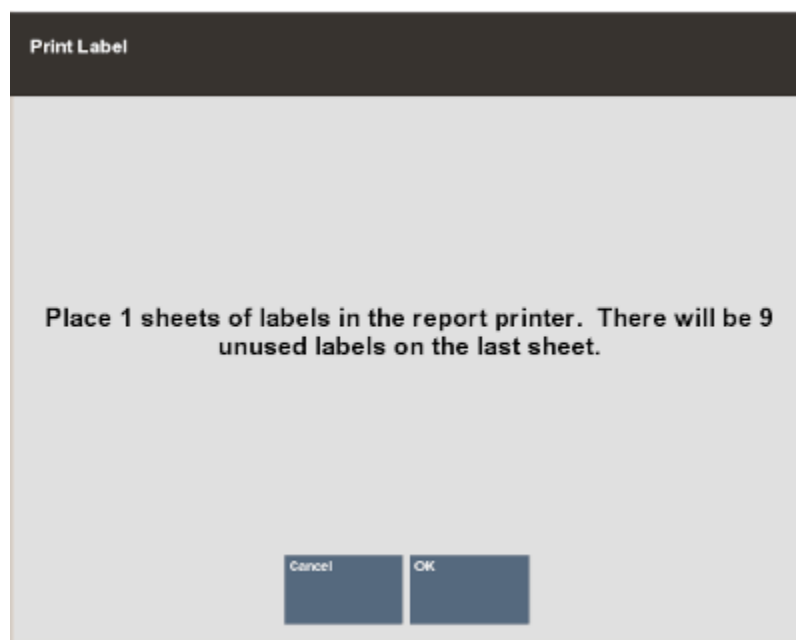 Print Label
Place 1 sheets of labels in the report printer.  There will be 9
unused labels on the last sheet.
Cancel
OK